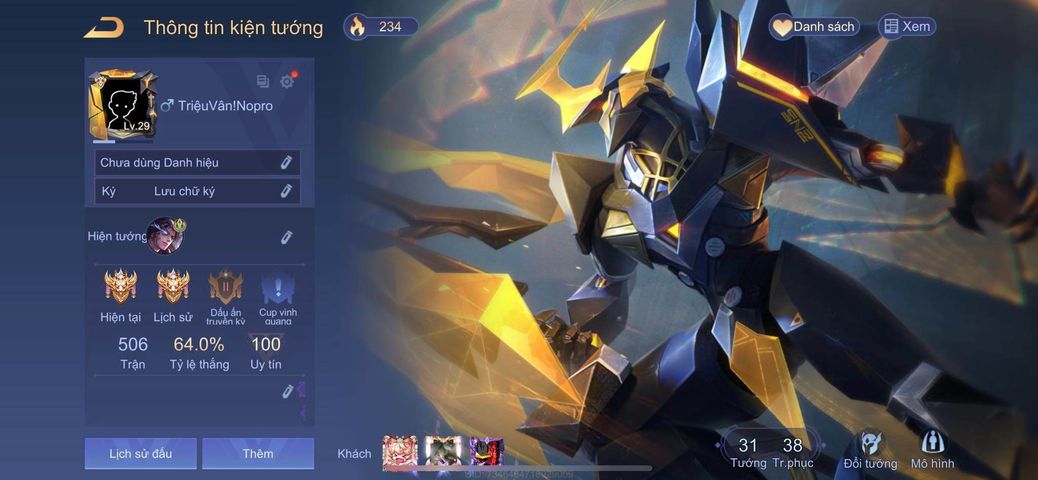 Thông tin kiện tướng
234
Danh sách
Xem
Lv.29
TriệuVân!Nopro
Chưa dùng Danh hiệu
Ký Lưu chữ ký
Hiện tướng
II
Hiện tại
Lịch sử
Dấu ấn truyền kỳ
Cup vinh quang
506
64.0%
100
Trận
Tỷ lệ thắng
Uy tín
Lịch sử đấu
Thêm
Khách
31
38
Tướng
Tr.phục
Đổi tướng
Mô hình